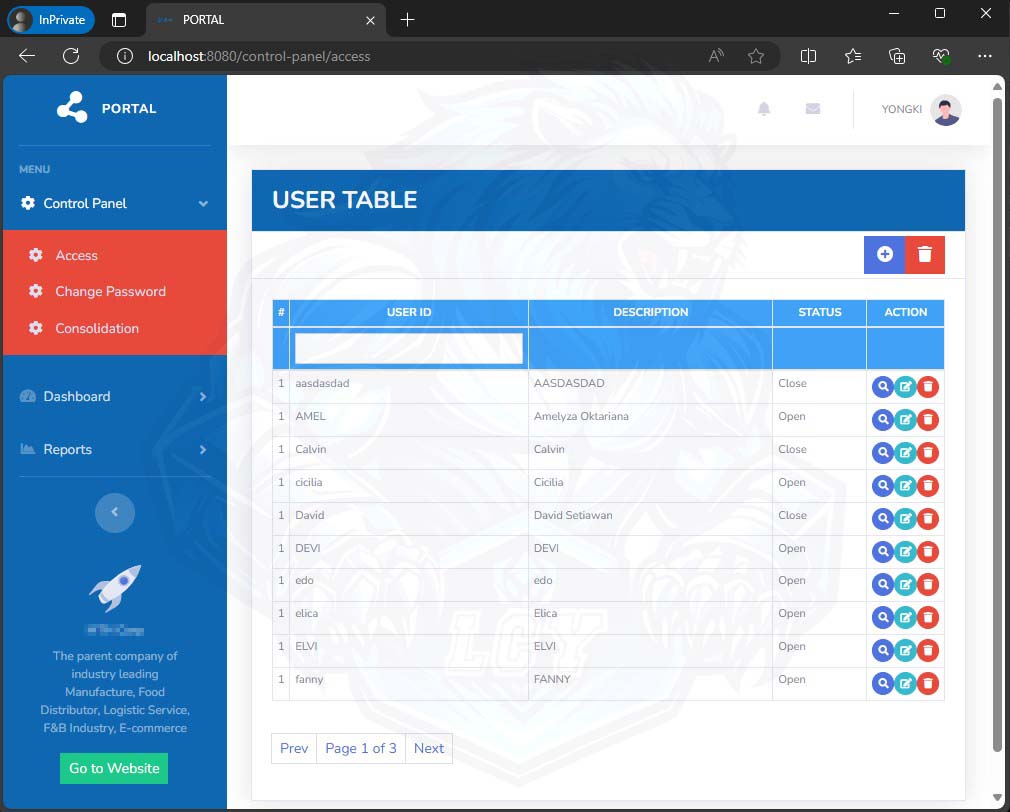 InPrivate
PORTAL
localhost:8080/control-panel/access
PORTAL
YONGKI
MENU
Control Panel
Access
Change Password
Consolidation
Dashboard
Reports
The parent company of
industry leading
Manufacture, Food
Distributor, Logistic Service,
F&B Industry, E-commerce
Go to Website
USER TABLE
# USER ID DESCRIPTION STATUS ACTION
1 aasdasdad AASDASDAD Close
1 AMEL Amelyza Oktariana Open
1 Calvin Calvin Close
1 cicilia Cicilia Open
1 David David Setiawan Close
1 DEVI DEVI Open
1 edo edo Open
1 elica Elica Open
1 ELVI ELVI Open
1 fanny FANNY Open
LCY
Prev Page 1 of 3 Next